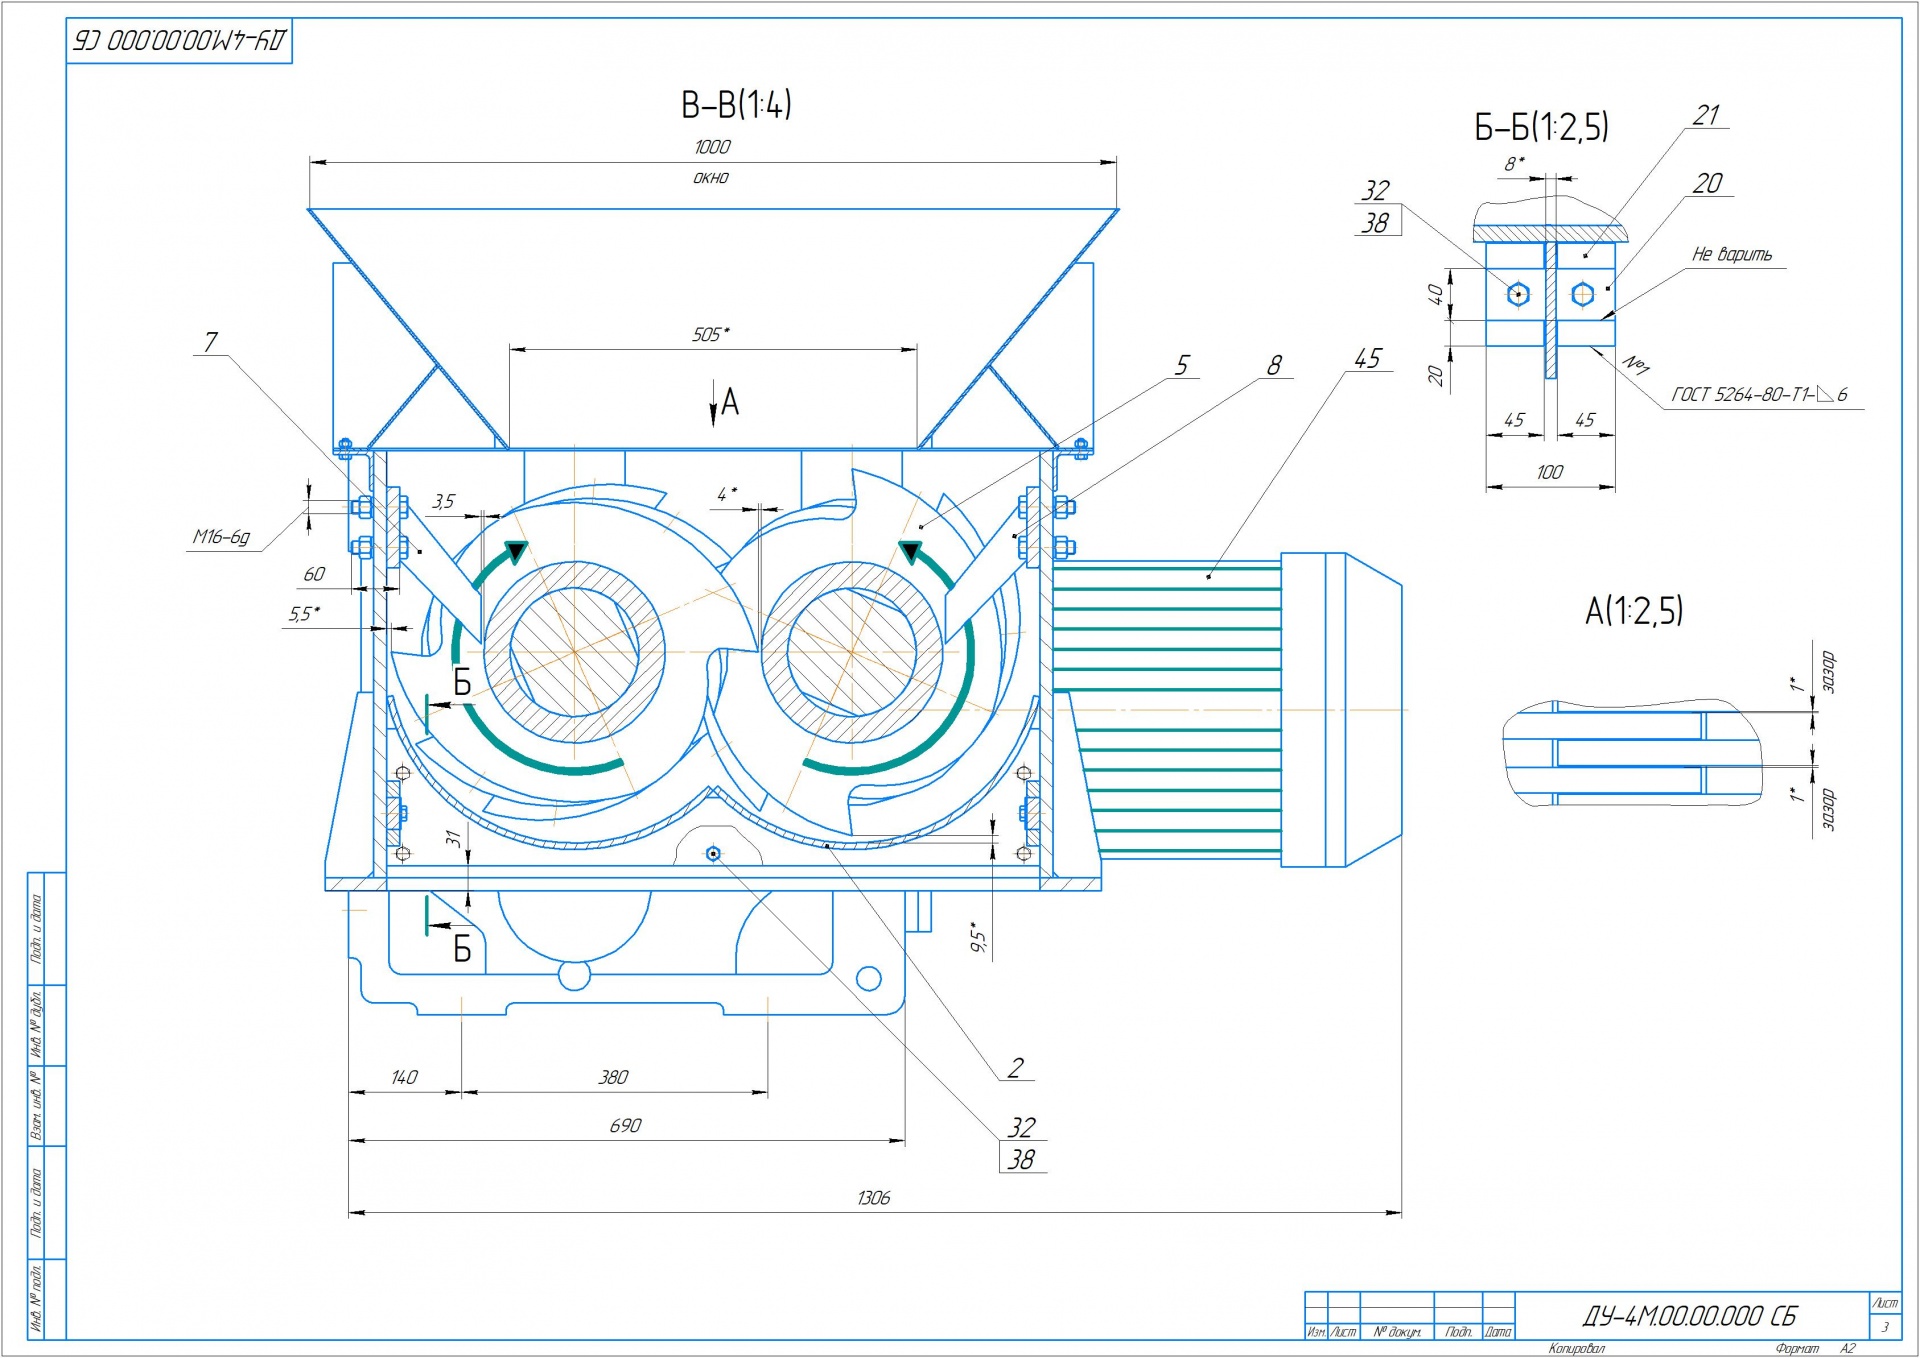 ДУ-4М.00.00.000 СБ
В-В(1:4)
1000
окно
505*
А
7
5
8
45
3,5
4*
М16-6g
60
5,5*
Б
31
9,5*
Б
140
380
2
690
32
38
1306
Б-Б(1:2,5)
21
8*
20
32
38
Не варить
40
20
№1
ГОСТ 5264-80-Т1-◺6
45
45
100
А(1:2,5)
1*
зазор
1*
зазор
Подп. и дата
Инв. № дубл.
Взам. инв. №
Подп. и дата
Инв. № подл.
Изм. Лист № докум. Подп. Дата
ДУ-4М.00.00.000 СБ
Лист
3
Копировал Формат А2